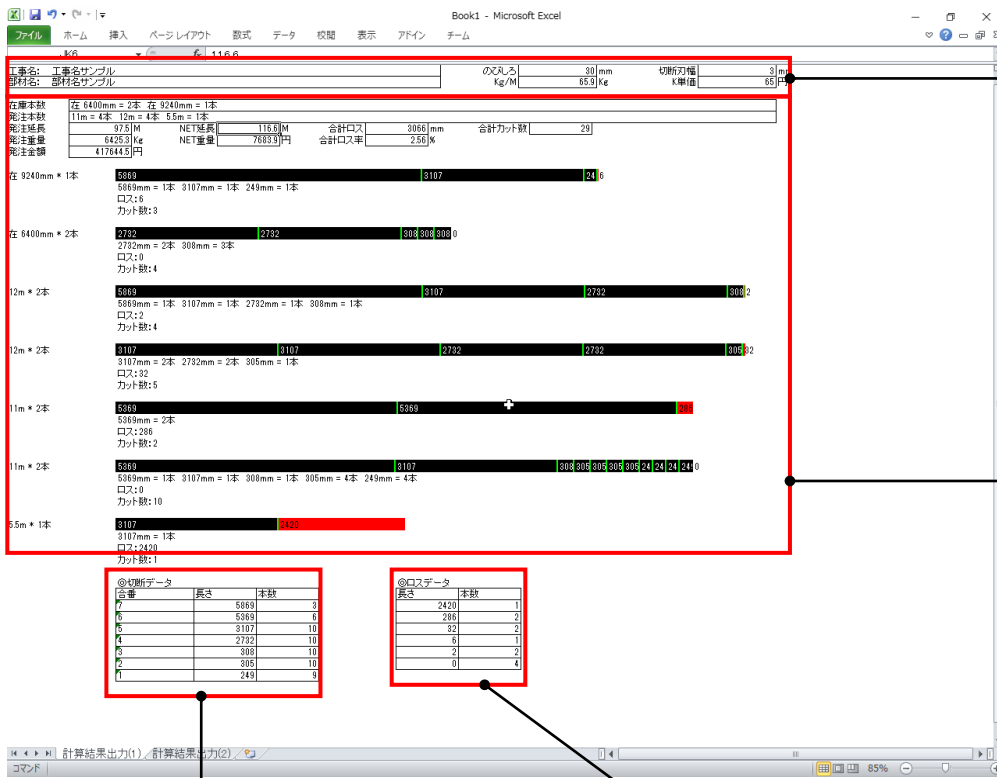 Book1 - Microsoft Excel
ファイル ホーム 挿入 ページ レイアウト 数式 データ 校閲 表示 アドイン チーム
K6 fx 116.6
工事名: 工事名サンプル のびしろ 30 mm 切断刃幅 3 mm
部材名: 部材名サンプル Kg/M 65.9 Kg K単価 65 円
在庫本数 在 6400mm = 2本 在 9240mm = 1本
発注本数 11m = 4本 12m = 4本 5.5m = 1本
発注延長 97.5 M NET延長 116.6 M 合計ロス 3066 mm 合計カット数 29
発注重量 6425.3 Kg NET重量 7683.9 円 合計ロス率 2.56 %
発注金額 417644.5 円
在 9240mm * 1本 5869 3107 24 6
5869mm = 1本 3107mm = 1本 249mm = 1本
ロス:6
カット数:3
在 6400mm * 2本 2732 2732 308 308 308 0
2732mm = 2本 308mm = 3本
ロス:0
カット数:4
12m * 2本 5869 3107 2732 308 2
5869mm = 1本 3107mm = 1本 2732mm = 1本 308mm = 1本
ロス:2
カット数:4
12m * 2本 3107 3107 2732 2732 305 32
3107mm = 2本 2732mm = 2本 305mm = 1本
ロス:32
カット数:5
11m * 2本 5369 5369 286
5369mm = 2本
ロス:286
カット数:2
11m * 2本 5369 3107 308 305 305 305 305 24 24 24 24 0
5369mm = 1本 3107mm = 1本 308mm = 1本 305mm = 4本 249mm = 4本
ロス:0
カット数:10
5.5m * 1本 3107 2420
3107mm = 1本
ロス:2420
カット数:1
◎切断データ ◎ロスデータ
合番 長さ 本数 長さ 本数
7 5869 3 2420 1
6 5369 6 286 2
5 3107 10 32 2
4 2732 10 6 1
3 308 10 2 2
2 305 10 0 4
1 249 9
計算結果出力(1) 計算結果出力(2)
コマンド 85%